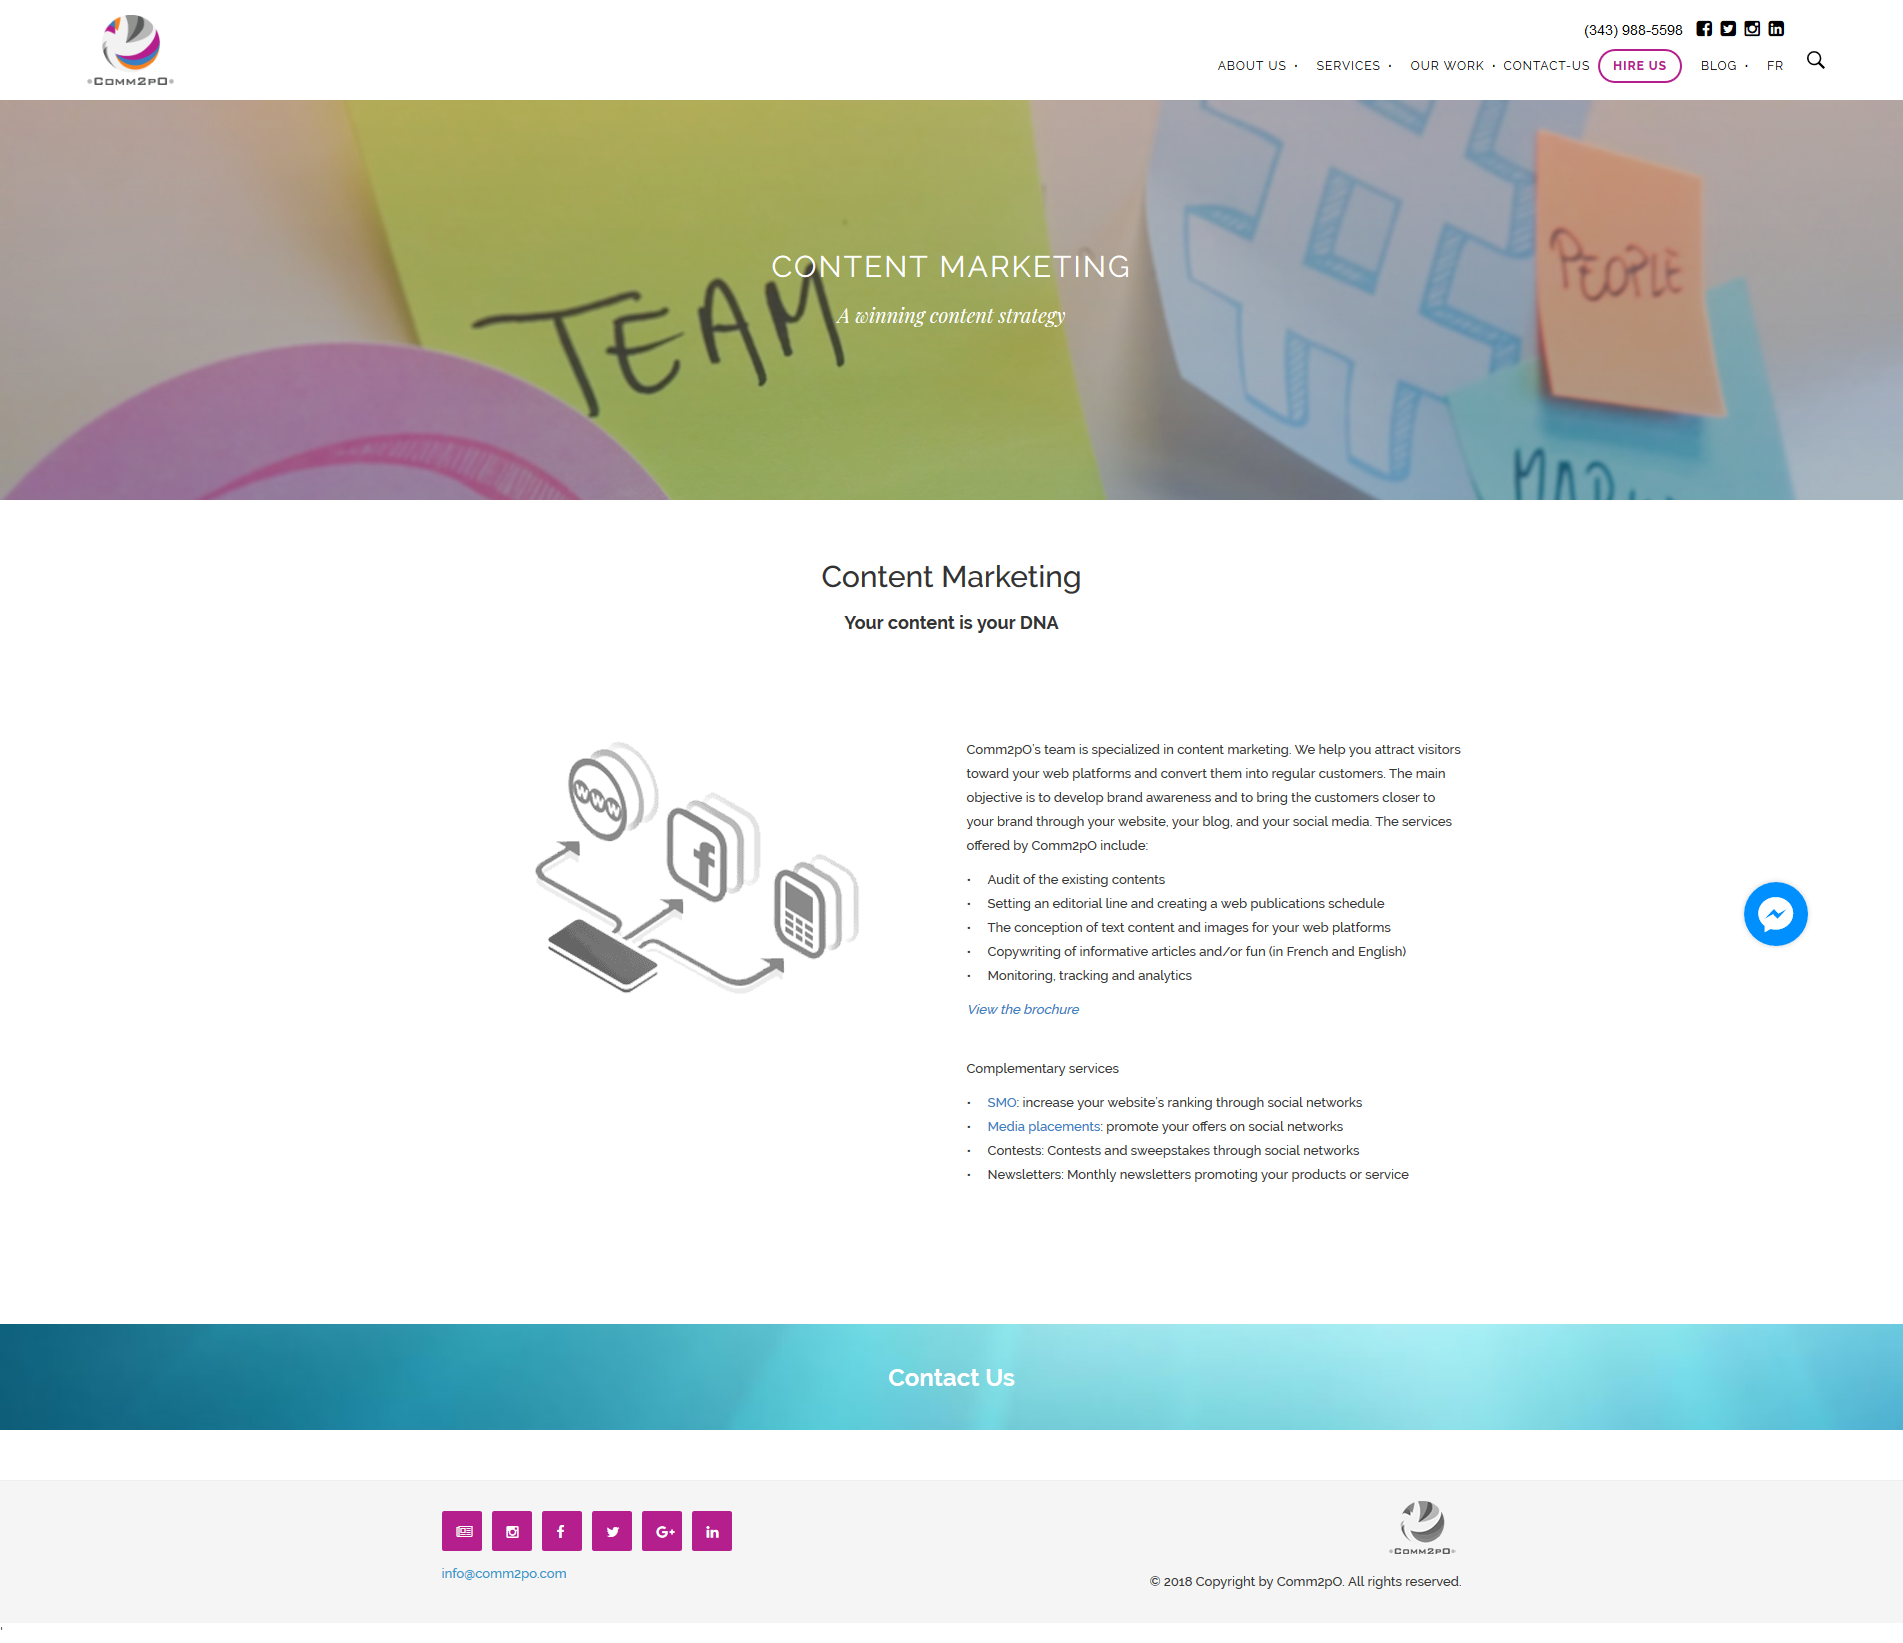 (343) 988-5598
COMM2PO
ABOUT US • SERVICES • OUR WORK • CONTACT-US HIRE US BLOG • FR
CONTENT MARKETING
A winning content strategy
TEAM
PEOPLE
Content Marketing
Your content is your DNA
www
f
Comm2pO's team is specialized in content marketing. We help you attract visitors
toward your web platforms and convert them into regular customers. The main
objective is to develop brand awareness and to bring the customers closer to
your brand through your website, your blog, and your social media. The services
offered by Comm2pO include:
• Audit of the existing contents
• Setting an editorial line and creating a web publications schedule
• The conception of text content and images for your web platforms
• Copywriting of informative articles and/or fun (in French and English)
• Monitoring, tracking and analytics
View the brochure
Complementary services
• SMO: increase your website's ranking through social networks
• Media placements: promote your offers on social networks
• Contests: Contests and sweepstakes through social networks
• Newsletters: Monthly newsletters promoting your products or service
Contact Us
COMM2PO
info@comm2po.com
© 2018 Copyright by Comm2pO. All rights reserved.